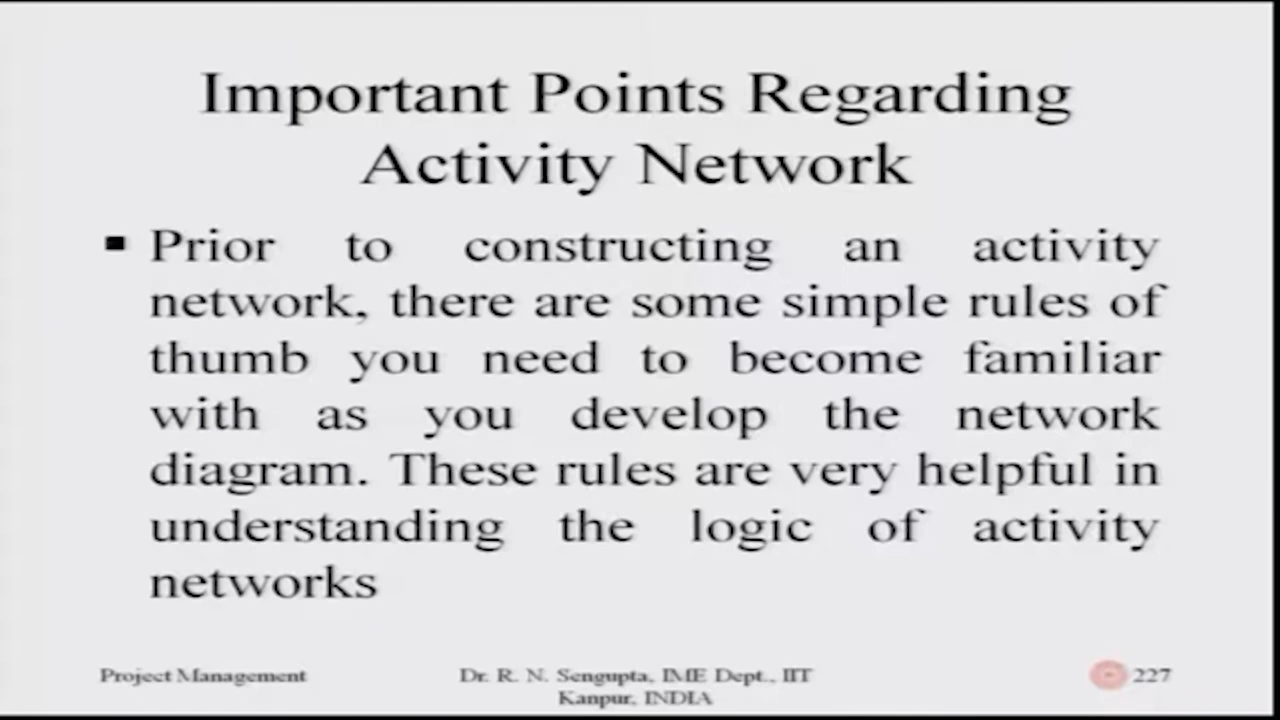 Important Points Regarding
Activity Network
▪ Prior to constructing an activity
network, there are some simple rules of
thumb you need to become familiar
with as you develop the network
diagram. These rules are very helpful in
understanding the logic of activity
networks
Project Management
Dr. R. N. Sengupta, IME Dept., IIT
Kanpur, INDIA
227